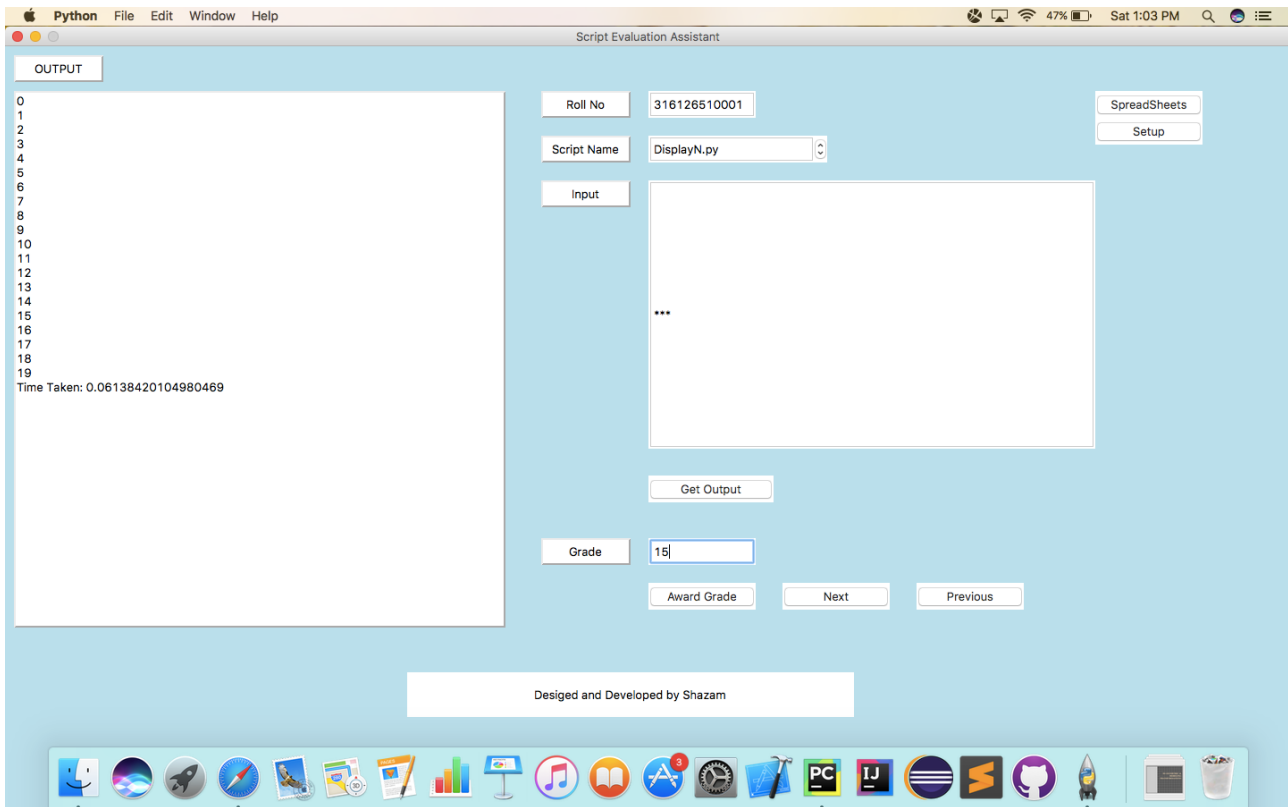 Python File Edit Window Help 47% Sat 1:03 PM
Script Evaluation Assistant
OUTPUT
0
1
2
3
4
5
6
7
8
9
10
11
12
13
14
15
16
17
18
19
Time Taken: 0.06138420104980469
Roll No 316126510001
Script Name DisplayN.py
Input
***
Get Output
Grade 15
Award Grade Next Previous
SpreadSheets
Setup
Desiged and Developed by Shazam
3
PC
IJ